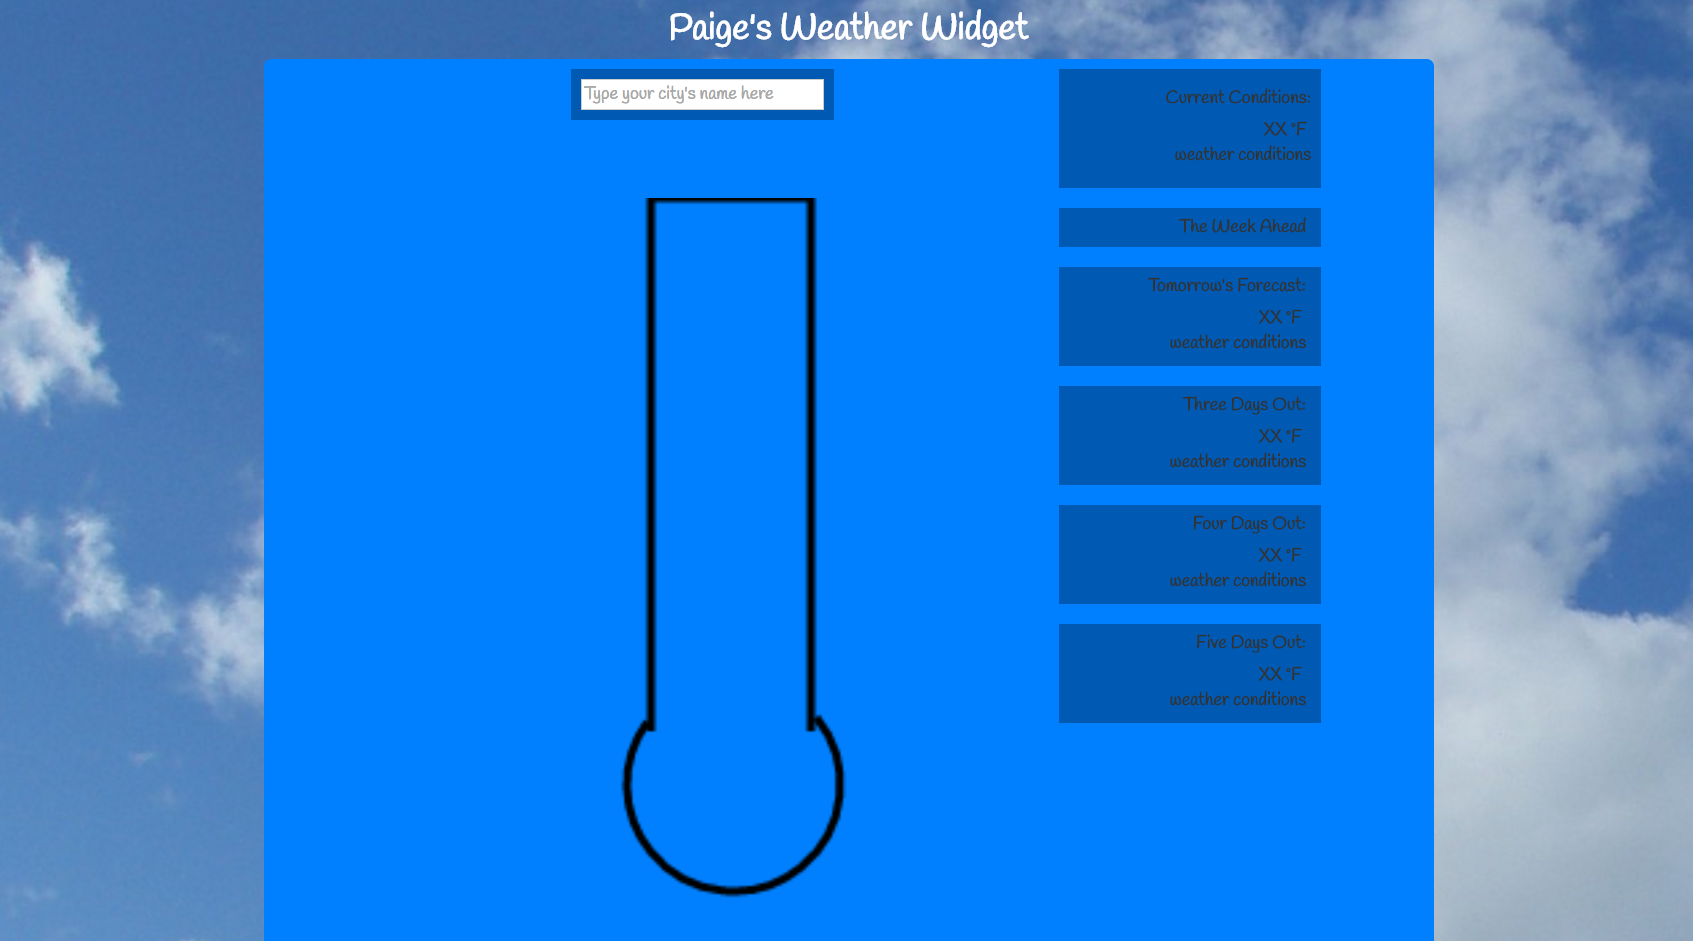 Paige's Weather Widget
Type your city's name here
Current Conditions:
XX °F
weather conditions
The Week Ahead
Tomorrow's Forecast:
XX °F
weather conditions
Three Days Out:
XX °F
weather conditions
Four Days Out:
XX °F
weather conditions
Five Days Out:
XX °F
weather conditions